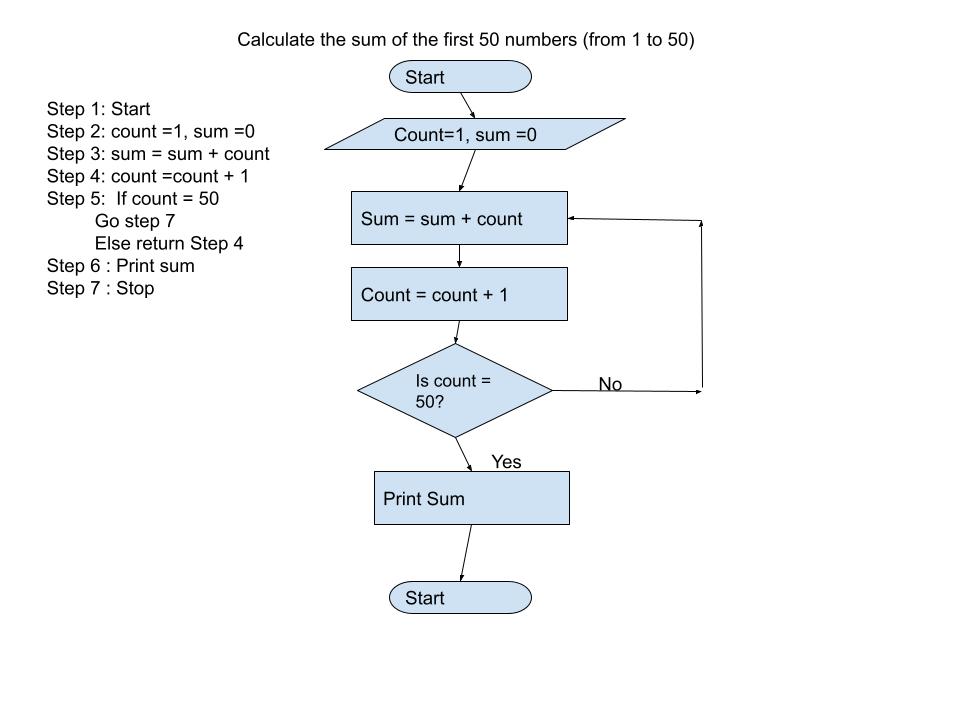 Calculate the sum of the first 50 numbers (from 1 to 50)
Start
Step 1: Start
Step 2: count =1, sum =0
Step 3: sum = sum + count
Step 4: count =count + 1
Step 5:  If count = 50
Go step 7
Else return Step 4
Step 6 : Print sum
Step 7 : Stop
Count=1, sum =0
Sum = sum + count
Count = count + 1
Is count =
50?
No
Yes
Print Sum
Start